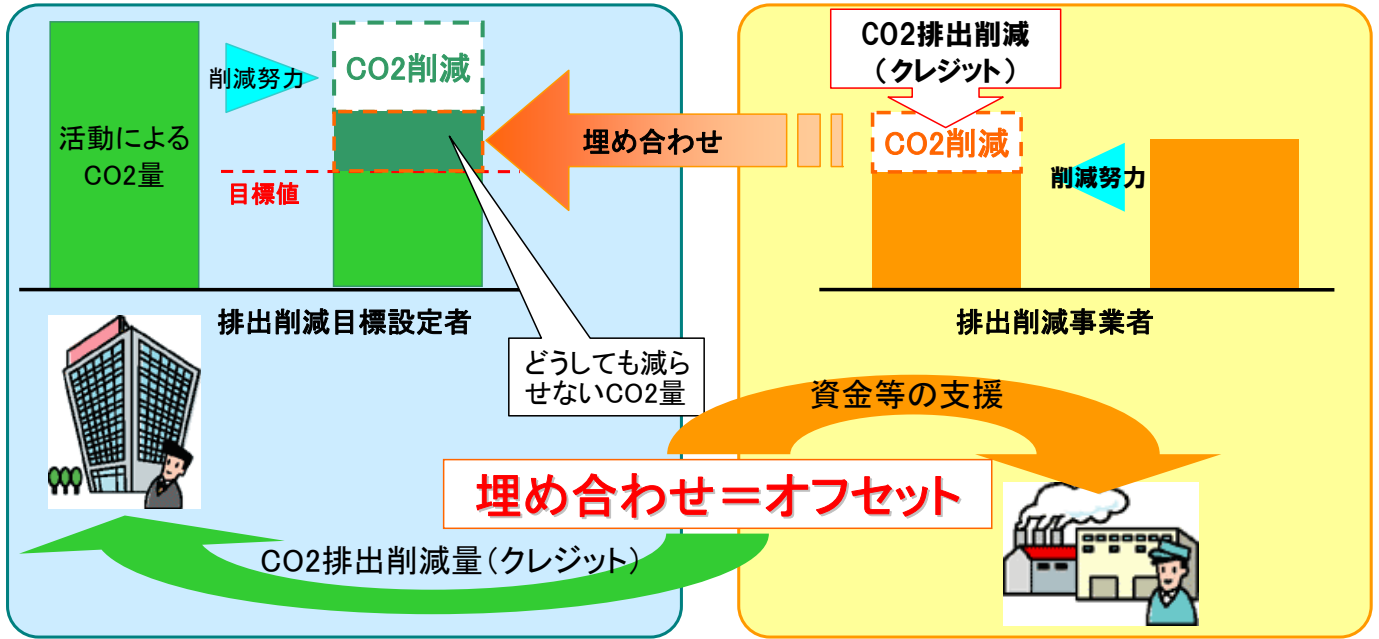 活動による
CO2量
削減努力
CO2削減
目標値
埋め合わせ
CO2排出削減
（クレジット）
CO2削減
削減努力
排出削減目標設定者
排出削減事業者
どうしても減ら
せないCO2量
資金等の支援
埋め合わせ＝オフセット
CO2排出削減量（クレジット）